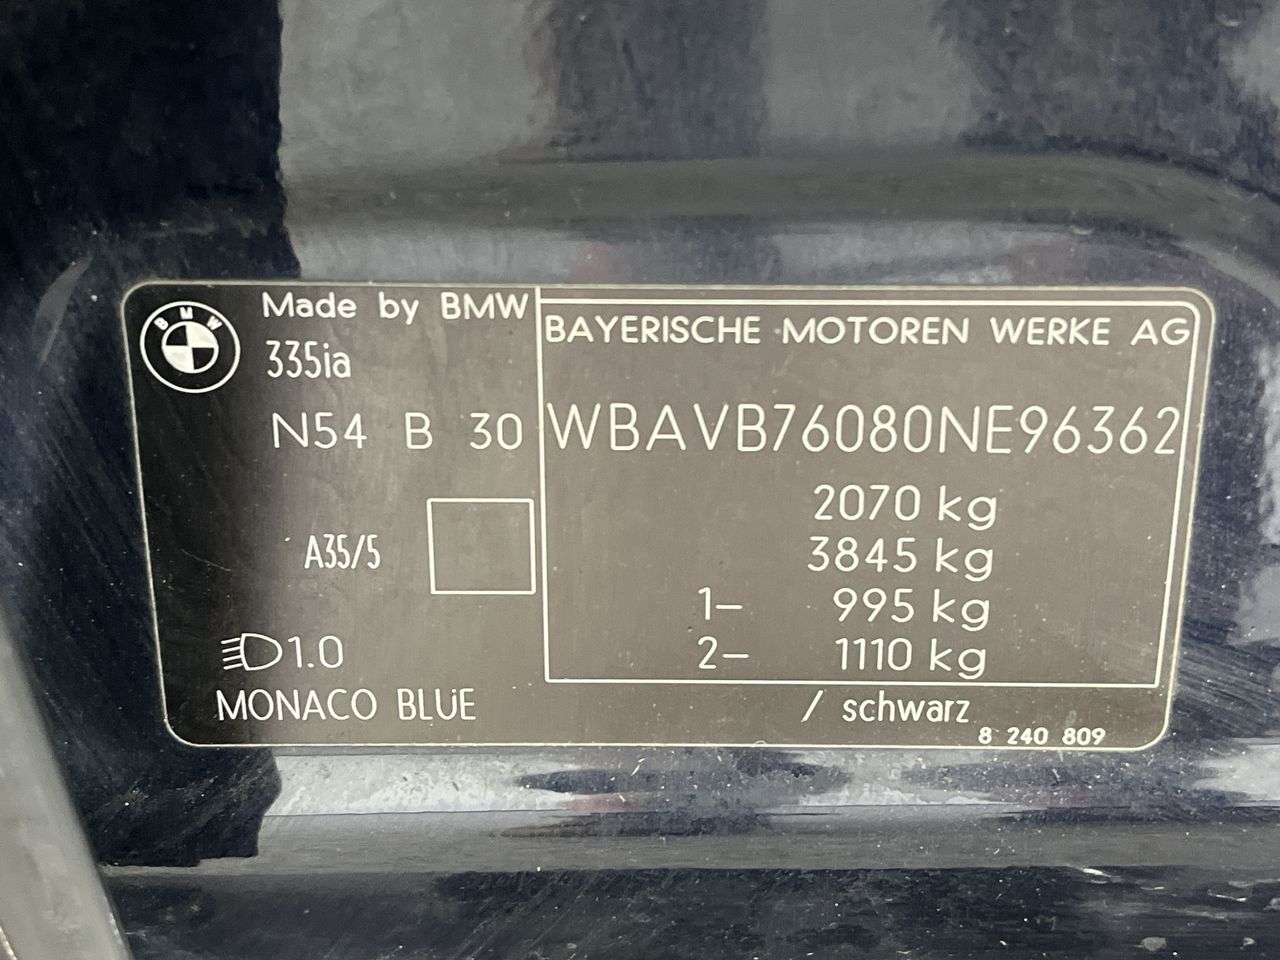 BMW
Made by BMW
335ia
N54 B 30
A35/5
1.0
MONACO BLUE
BAYERISCHE MOTOREN WERKE AG
WBAVB76080NE96362
2070 kg
3845 kg
1- 995 kg
2- 1110 kg
/ schwarz
8 240 809